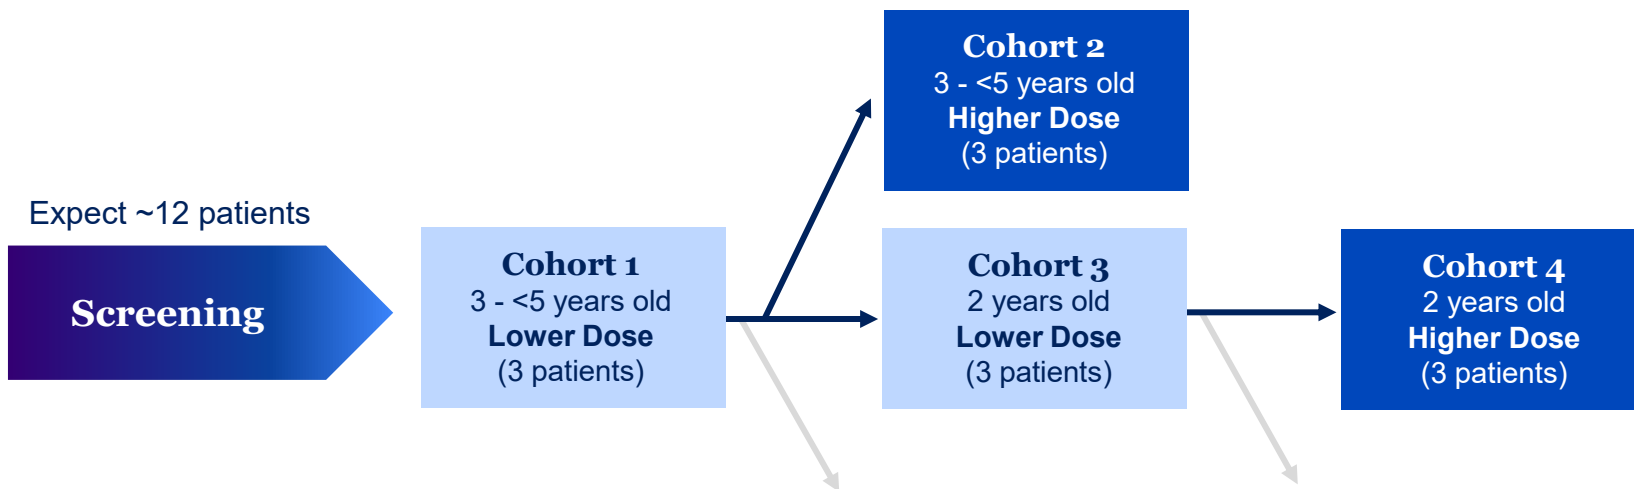 Expect ~12 patients
Screening
Cohort 1
3 - <5 years old
Lower Dose
(3 patients)
Cohort 2
3 - <5 years old
Higher Dose
(3 patients)
Cohort 3
2 years old
Lower Dose
(3 patients)
Cohort 4
2 years old
Higher Dose
(3 patients)